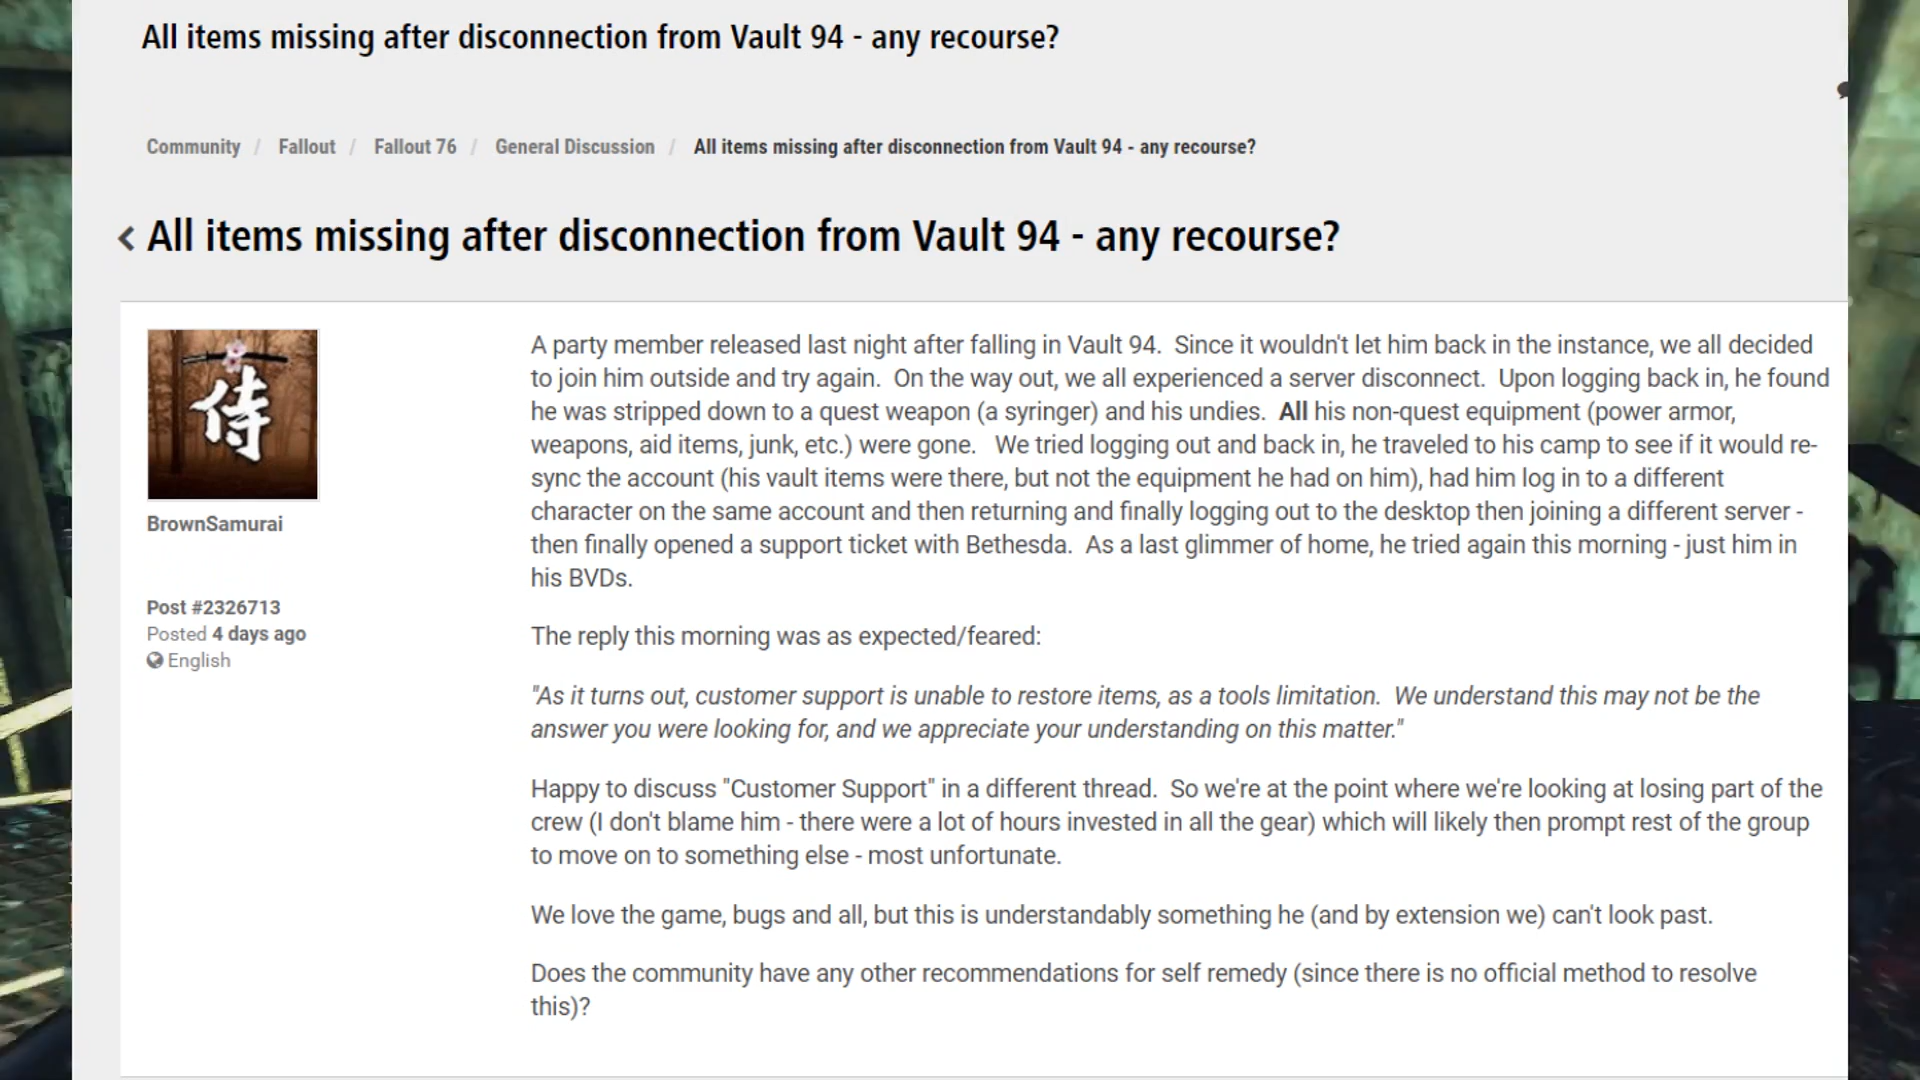 All items missing after disconnection from Vault 94 - any recourse?
Community / Fallout / Fallout 76 / General Discussion / All items missing after disconnection from Vault 94 - any recourse?
< All items missing after disconnection from Vault 94 - any recourse?
侍
BrownSamurai
Post #2326713
Posted 4 days ago
English
A party member released last night after falling in Vault 94.  Since it wouldn't let him back in the instance, we all decided
to join him outside and try again.  On the way out, we all experienced a server disconnect.  Upon logging back in, he found
he was stripped down to a quest weapon (a syringer) and his undies.  All his non-quest equipment (power armor,
weapons, aid items, junk, etc.) were gone.   We tried logging out and back in, he traveled to his camp to see if it would re-
sync the account (his vault items were there, but not the equipment he had on him), had him log in to a different
character on the same account and then returning and finally logging out to the desktop then joining a different server -
then finally opened a support ticket with Bethesda.  As a last glimmer of home, he tried again this morning - just him in
his BVDs.
The reply this morning was as expected/feared:
"As it turns out, customer support is unable to restore items, as a tools limitation.  We understand this may not be the
answer you were looking for, and we appreciate your understanding on this matter."
Happy to discuss "Customer Support" in a different thread.  So we're at the point where we're looking at losing part of the
crew (I don't blame him - there were a lot of hours invested in all the gear) which will likely then prompt rest of the group
to move on to something else - most unfortunate.
We love the game, bugs and all, but this is understandably something he (and by extension we) can't look past.
Does the community have any other recommendations for self remedy (since there is no official method to resolve
this)?